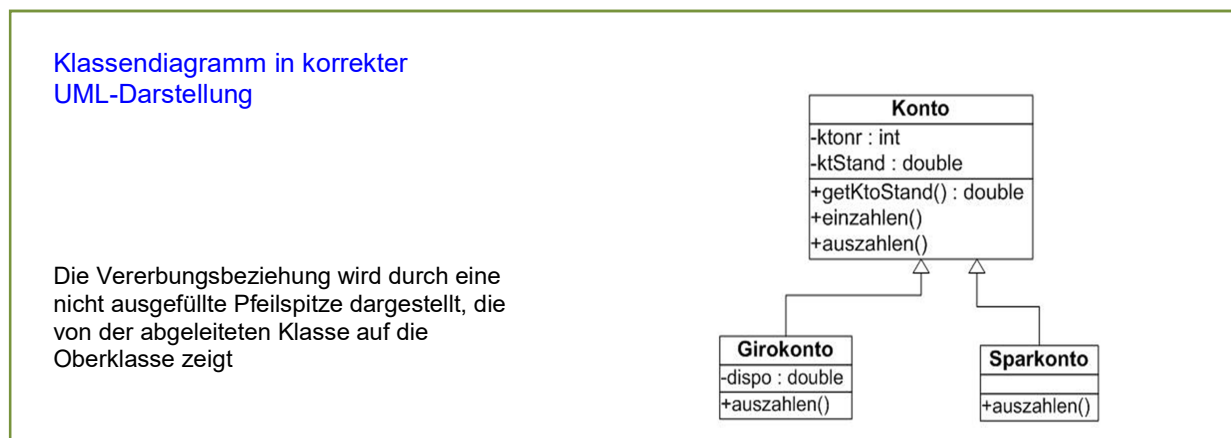 Klassendiagramm in korrekter
UML-Darstellung
Die Vererbungsbeziehung wird durch eine
nicht ausgefüllte Pfeilspitze dargestellt, die
von der abgeleiteten Klasse auf die
Oberklasse zeigt
Konto
-ktonr : int
-ktStand : double
+getKtoStand() : double
+einzahlen()
+auszahlen()
Girokonto
-dispo : double
+auszahlen()
Sparkonto
+auszahlen()